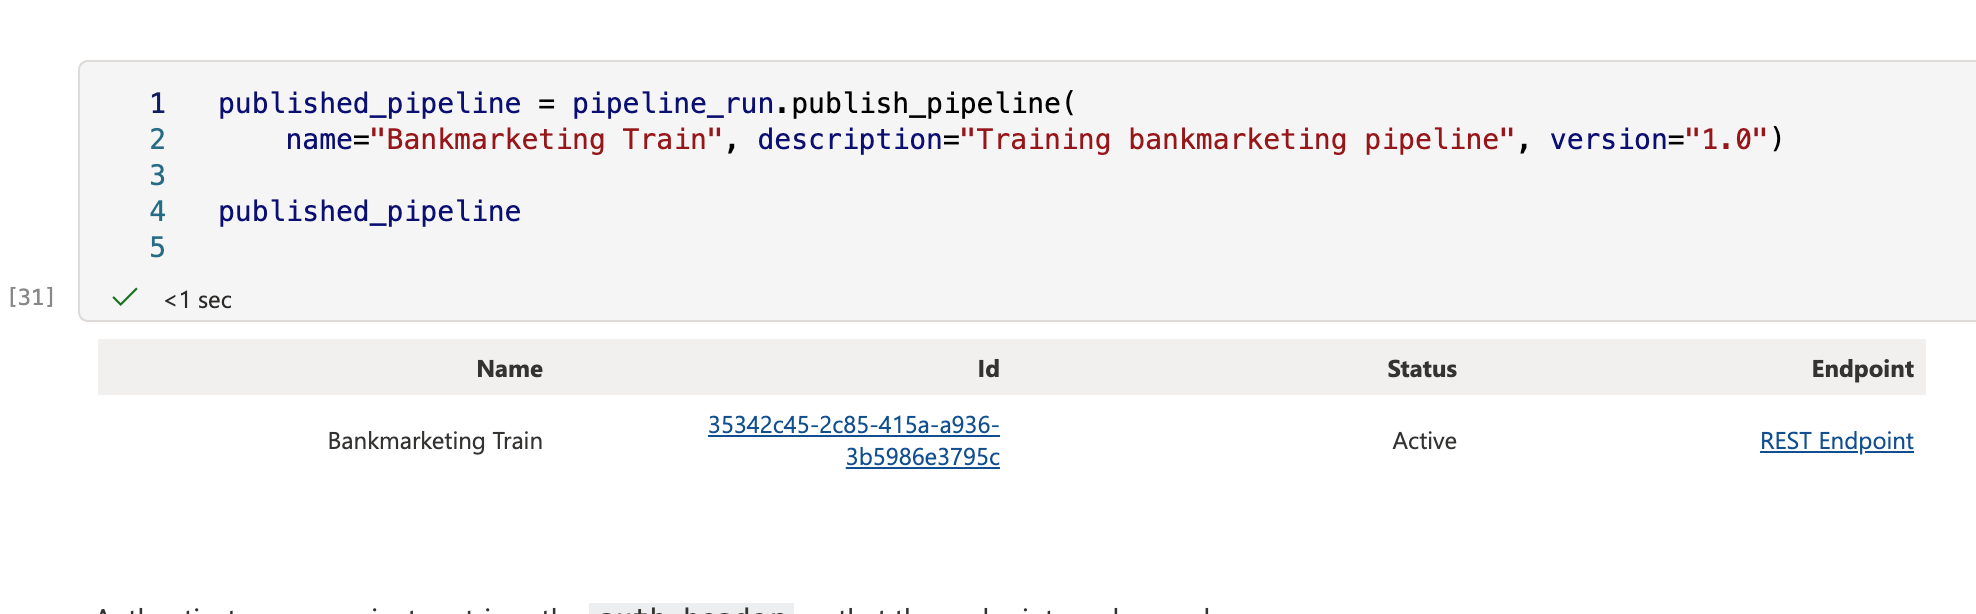 1 published_pipeline = pipeline_run.publish_pipeline(
2     name="Bankmarketing Train", description="Training bankmarketing pipeline", version="1.0")
3
4 published_pipeline
5
[31] <1 sec
Name Id Status Endpoint
Bankmarketing Train 35342c45-2c85-415a-a936-3b5986e3795c Active REST Endpoint